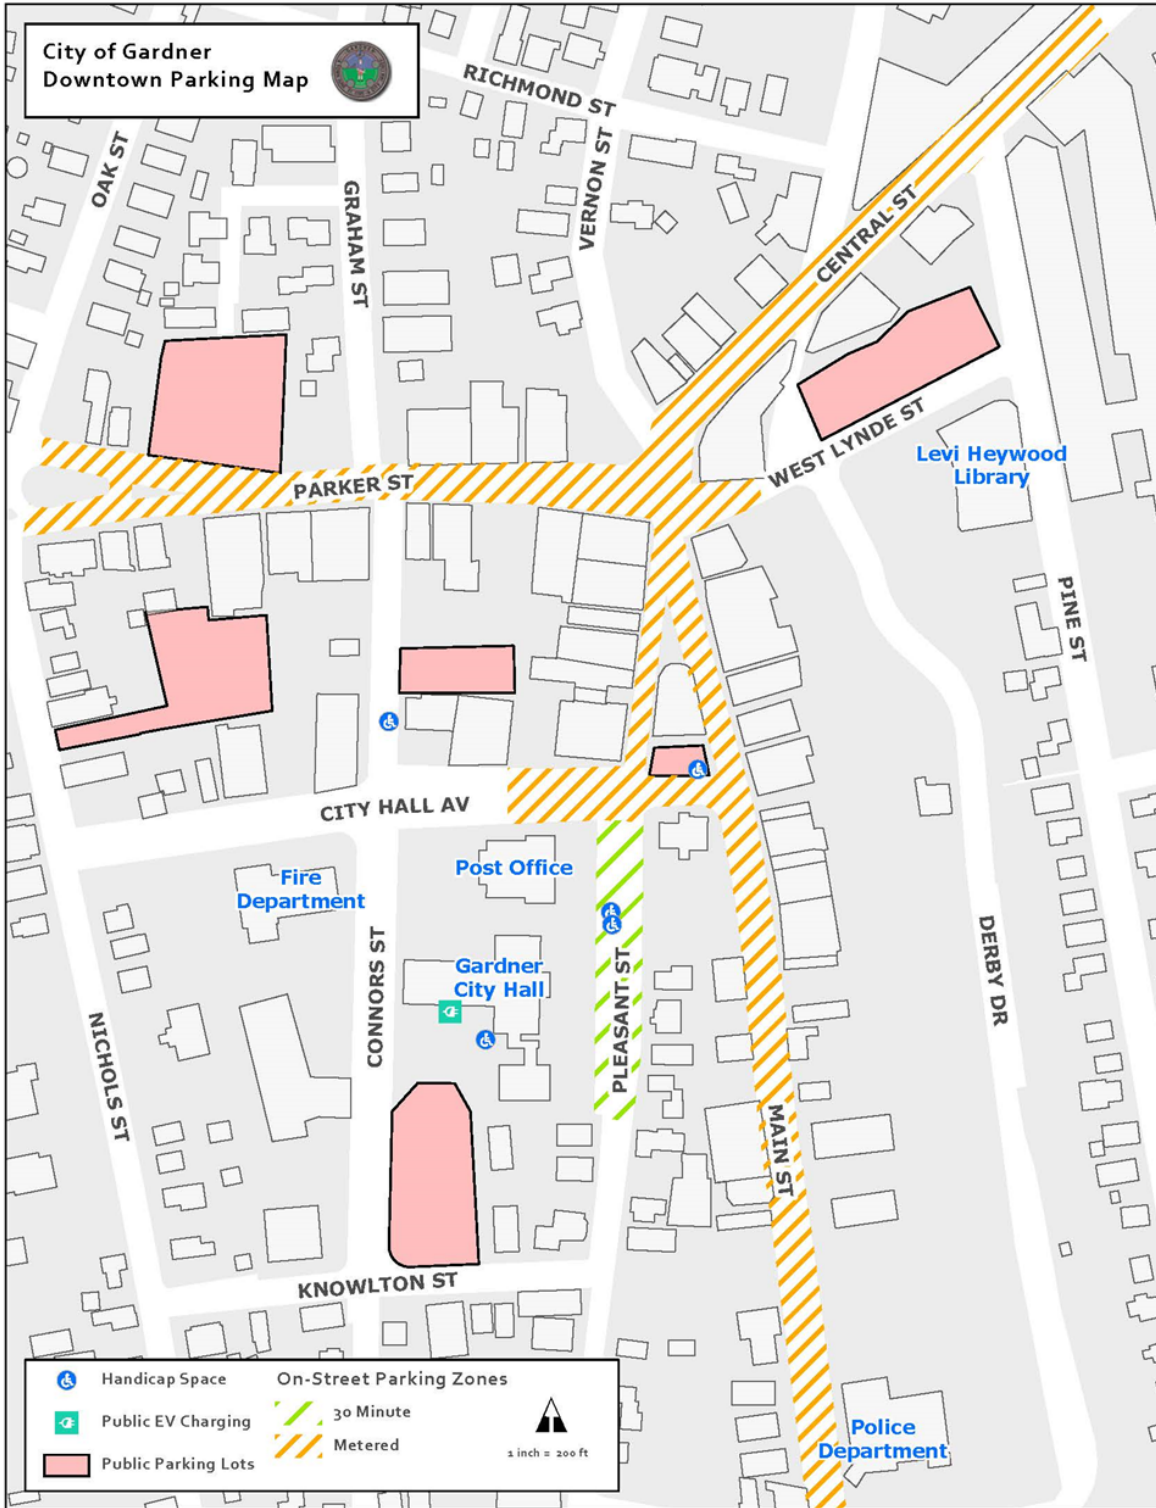 City of Gardner
Downtown Parking Map
RICHMOND ST
OAK ST
GRAHAM ST
VERNON ST
CENTRAL ST
WEST LYNDE ST
Levi Heywood
Library
PARKER ST
PINE ST
CITY HALL AV
Post Office
Fire
Department
CONNORS ST
Gardner
City Hall
PLEASANT ST
DERBY DR
NICHOLS ST
MAIN ST
KNOWLTON ST
Police
Department
Handicap Space
Public EV Charging
Public Parking Lots
On-Street Parking Zones
30 Minute
Metered
1 inch = 200 ft